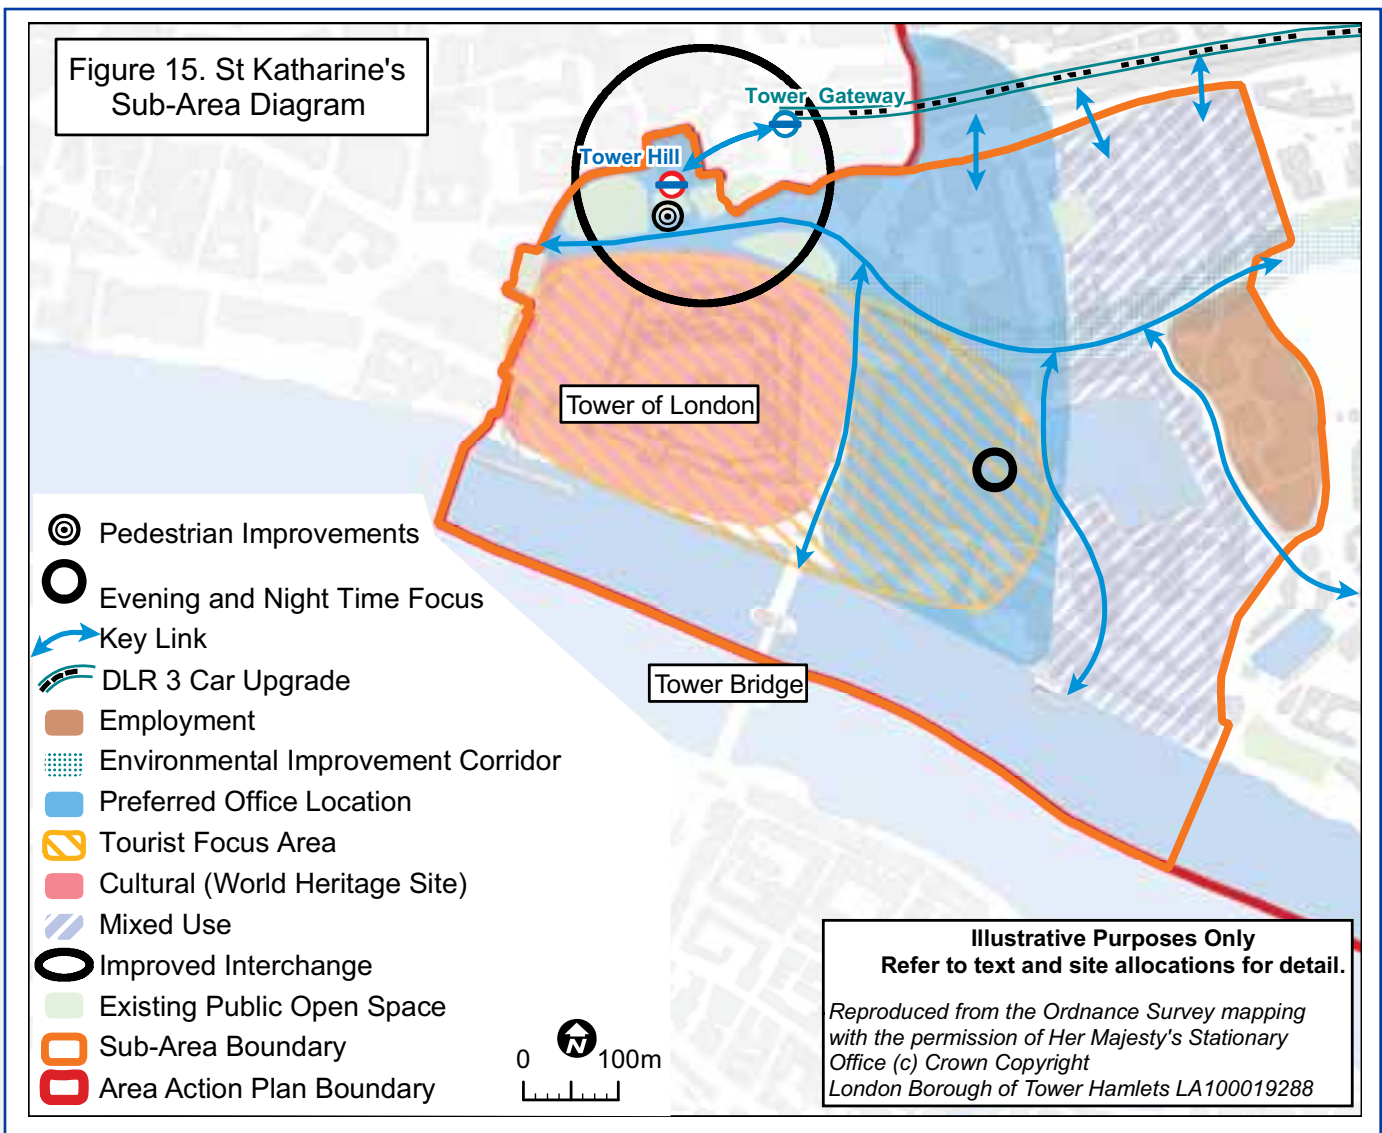 Figure 15. St Katharine's
Sub-Area Diagram
Tower Gateway
Tower Hill
Tower of London
Tower Bridge
Pedestrian Improvements
Evening and Night Time Focus
Key Link
DLR 3 Car Upgrade
Employment
Environmental Improvement Corridor
Preferred Office Location
Tourist Focus Area
Cultural (World Heritage Site)
Mixed Use
Improved Interchange
Existing Public Open Space
Sub-Area Boundary
Area Action Plan Boundary
N
0 100m
Illustrative Purposes Only
Refer to text and site allocations for detail.
Reproduced from the Ordnance Survey mapping
with the permission of Her Majesty's Stationary
Office (c) Crown Copyright
London Borough of Tower Hamlets LA100019288